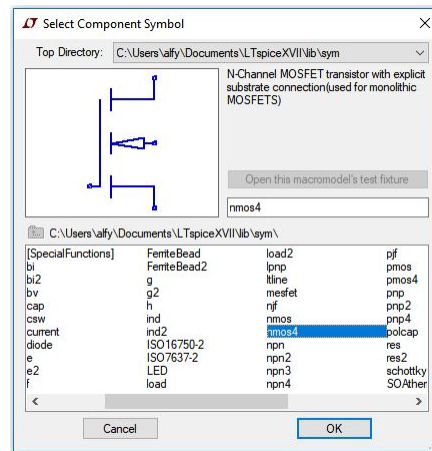 Select Component Symbol
Top Directory: C:\Users\alfy\Documents\LTspiceXVII\lib\sym
N-Channel MOSFET transistor with explicit
substrate connection(used for monolithic
MOSFETS)
Open this macromodel's test fixture
nmos4
C:\Users\alfy\Documents\LTspiceXVII\lib\sym\
[SpecialFunctions] FerriteBead load2 pjf
bi FerriteBead2 lpnp pmos
bi2 g ltline pmos4
bv g2 mesfet pnp
cap h njf pnp2
csw ind nmos pnp4
current ind2 nmos4 polcap
diode ISO16750-2 npn res
e ISO7637-2 npn2 res2
e2 LED npn3 schottky
f load npn4 SOAther
Cancel OK